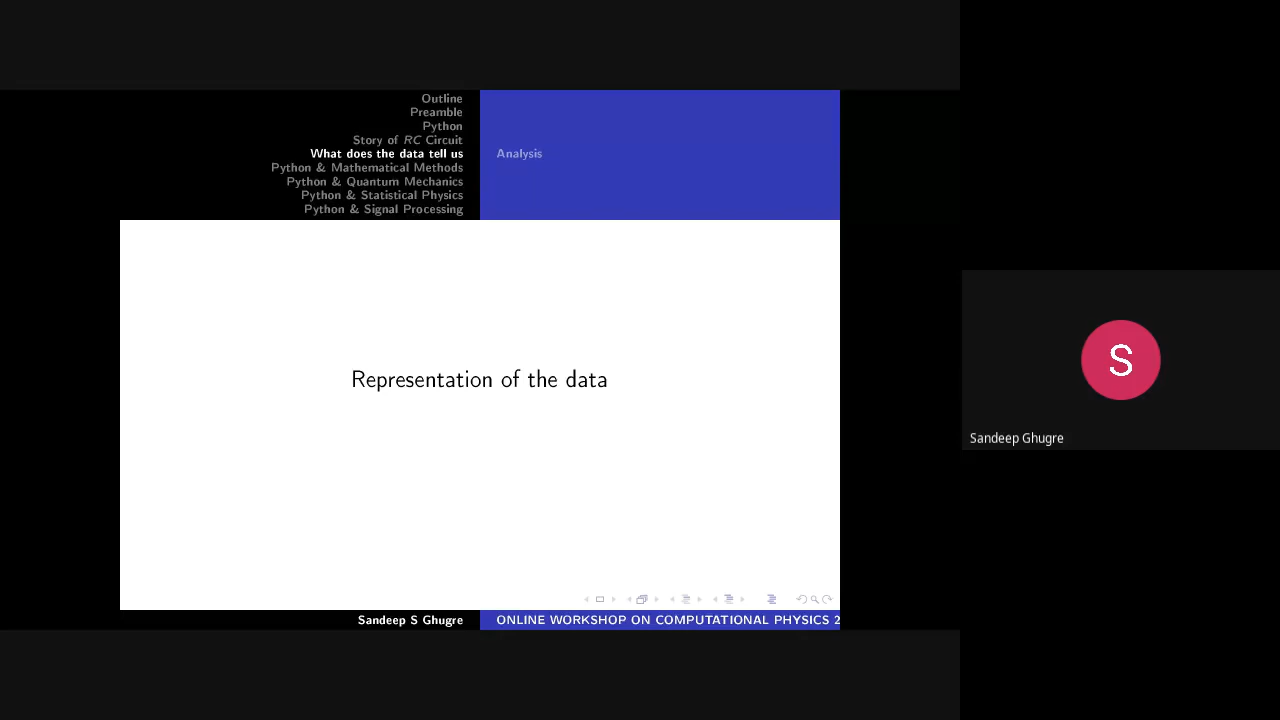 Outline
Preamble
Python
Story of RC Circuit
What does the data tell us
Python & Mathematical Methods
Python & Quantum Mechanics
Python & Statistical Physics
Python & Signal Processing
Analysis
Representation of the data
S
Sandeep Ghugre
Sandeep S Ghugre
ONLINE WORKSHOP ON COMPUTATIONAL PHYSICS 2